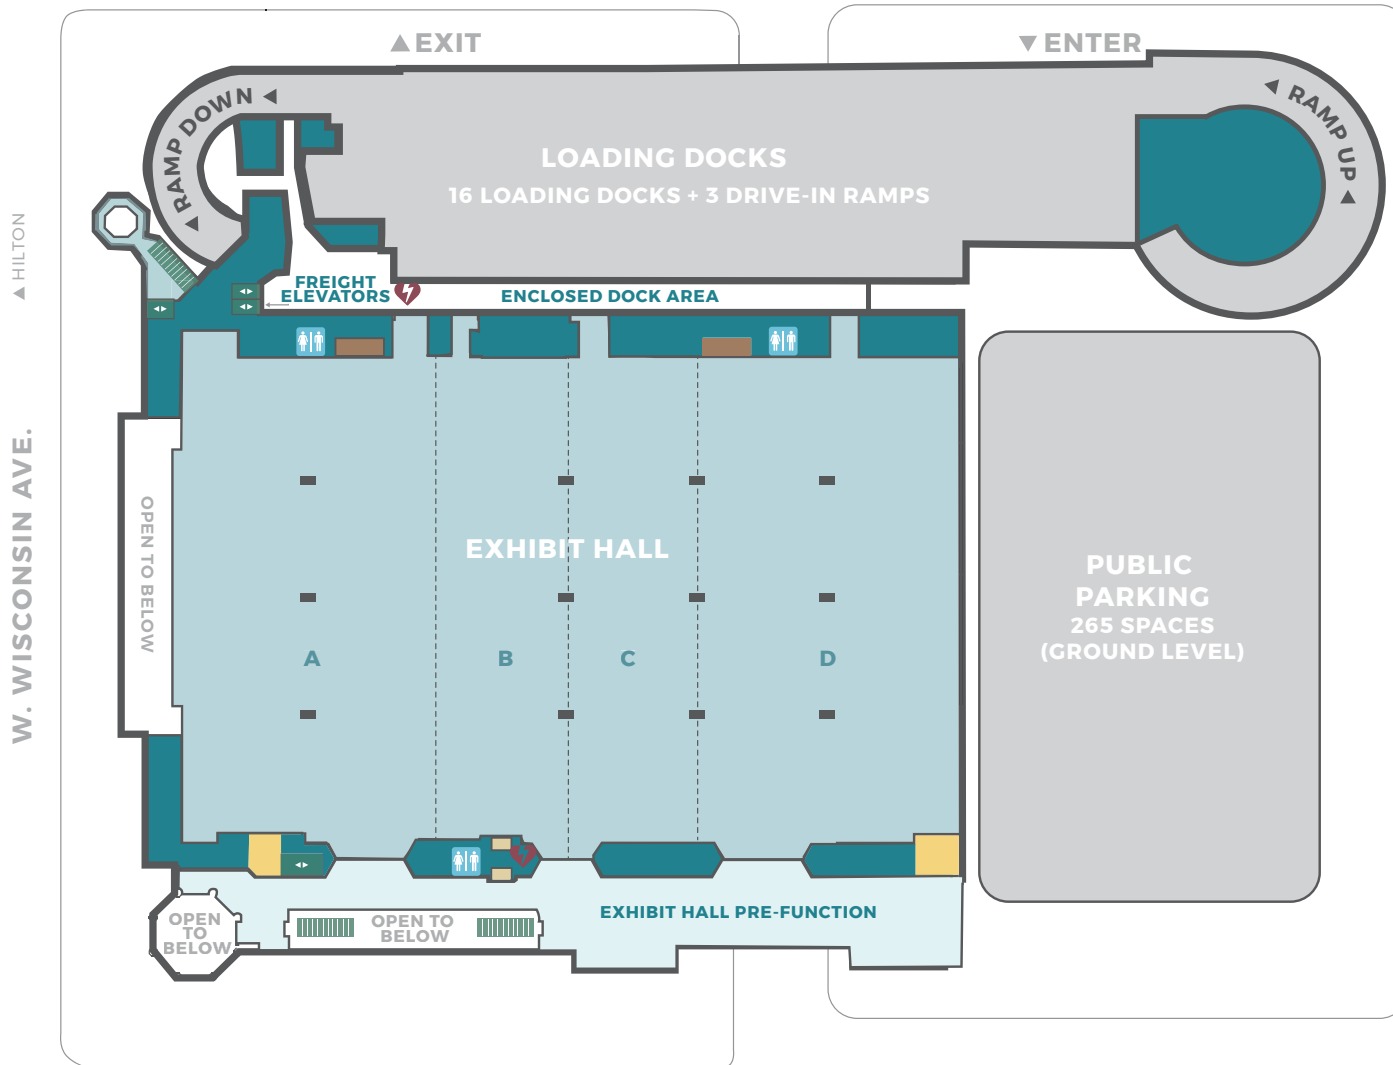 EXIT
ENTER
RAMP DOWN
RAMP UP
LOADING DOCKS
16 LOADING DOCKS + 3 DRIVE-IN RAMPS
HILTON
FREIGHT
ELEVATORS
ENCLOSED DOCK AREA
W. WISCONSIN AVE.
OPEN TO BELOW
EXHIBIT HALL
A
B
C
D
PUBLIC
PARKING
265 SPACES
(GROUND LEVEL)
OPEN
TO
BELOW
OPEN TO
BELOW
EXHIBIT HALL PRE-FUNCTION